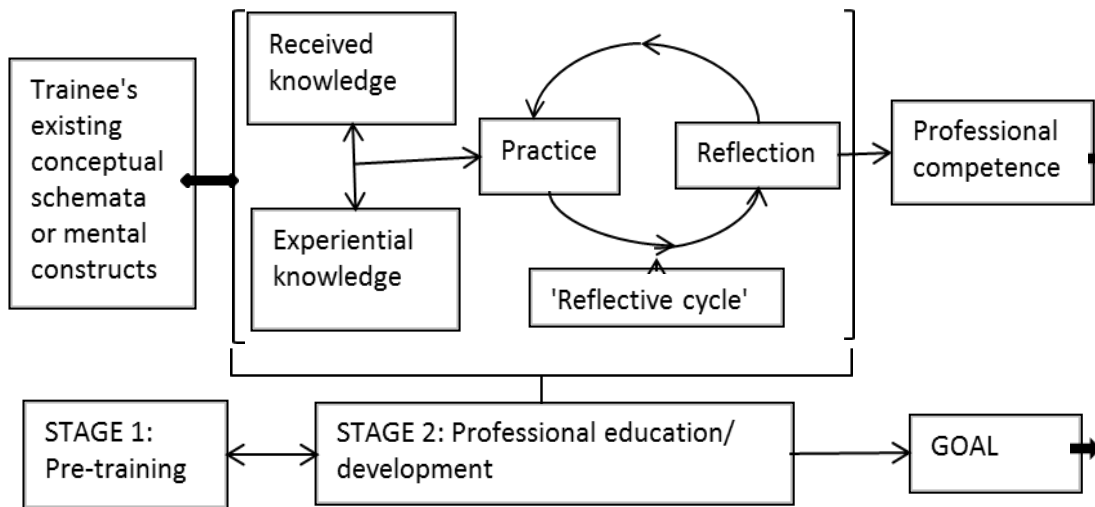 Trainee's
existing
conceptual
schemata
or mental
constructs
Received
knowledge
Experiential
knowledge
Practice
Reflection
'Reflective cycle'
Professional
competence
STAGE 1:
Pre-training
STAGE 2: Professional education/
development
GOAL